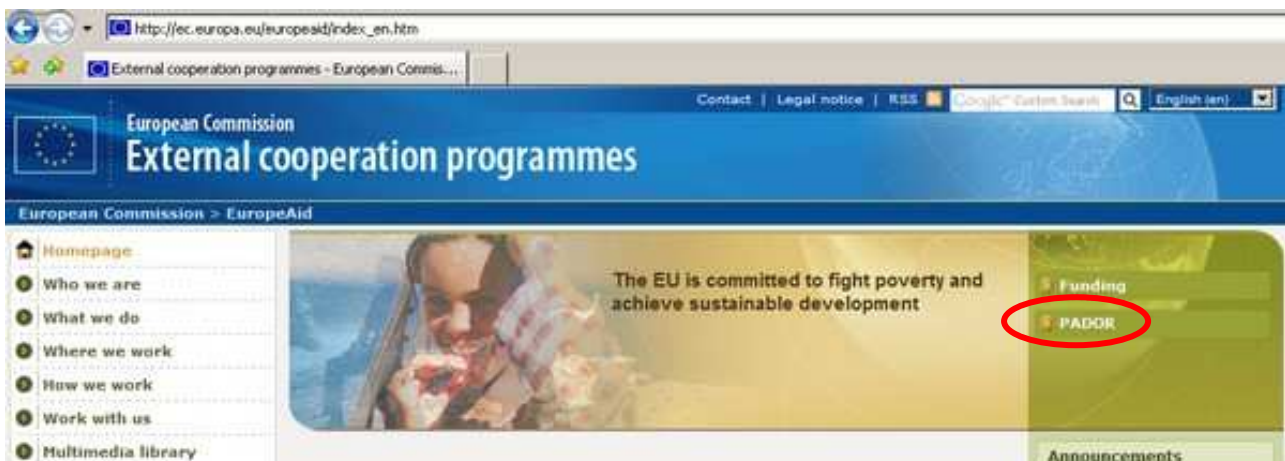 http://ec.europa.eu/europeaid/index_en.htm
External cooperation programmes - European Commis...
Contact | Legal notice | RSS Google™ Custom Search English (en)
European Commission
External cooperation programmes
European Commission > EuropeAid
Homepage
Who we are
What we do
Where we work
How we work
Work with us
Multimedia library
The EU is committed to fight poverty and
achieve sustainable development
Funding
PADOR
Announcements